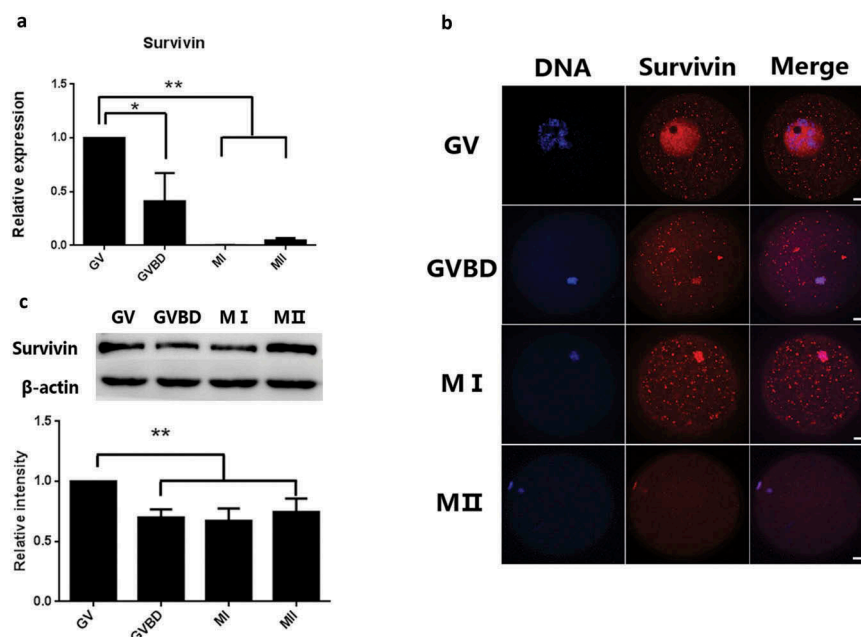 a
Survivin
Relative expression
1.5
1.0
0.5
0.0
**
*
GV
GVBD
MI
MII
b
DNA Survivin Merge
GV
GVBD
M I
MⅡ
c
GV GVBD M I MⅡ
Survivin
β-actin
Relative intensity
1.5
1.0
0.5
0.0
**
GV
GVBD
MI
MII